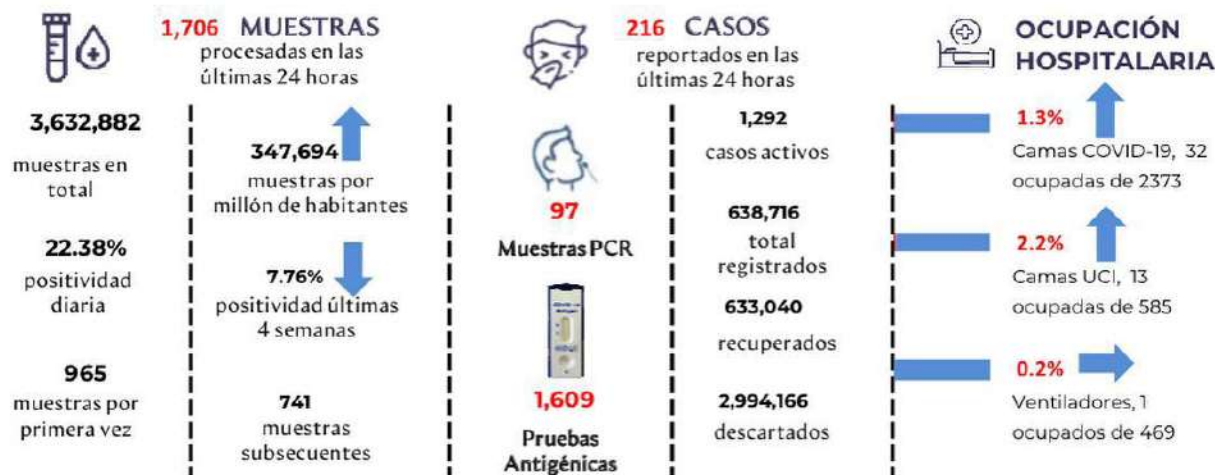 1,706 MUESTRAS
procesadas en las
últimas 24 horas
3,632,882
muestras en
total
22.38%
positividad
diaria
965
muestras por
primera vez
347,694
muestras por
millón de habitantes
7.76%
positividad últimas
4 semanas
741
muestras
subsecuentes
216 CASOS
reportados en las
últimas 24 horas
97
Muestras PCR
1,609
Pruebas
Antigénicas
1,292
casos activos
638,716
total
registrados
633,040
recuperados
2,994,166
descartados
OCUPACIÓN
HOSPITALARIA
1.3%
Camas COVID-19, 32
ocupadas de 2373
2.2%
Camas UCI, 13
ocupadas de 585
0.2%
Ventiladores, 1
ocupados de 469